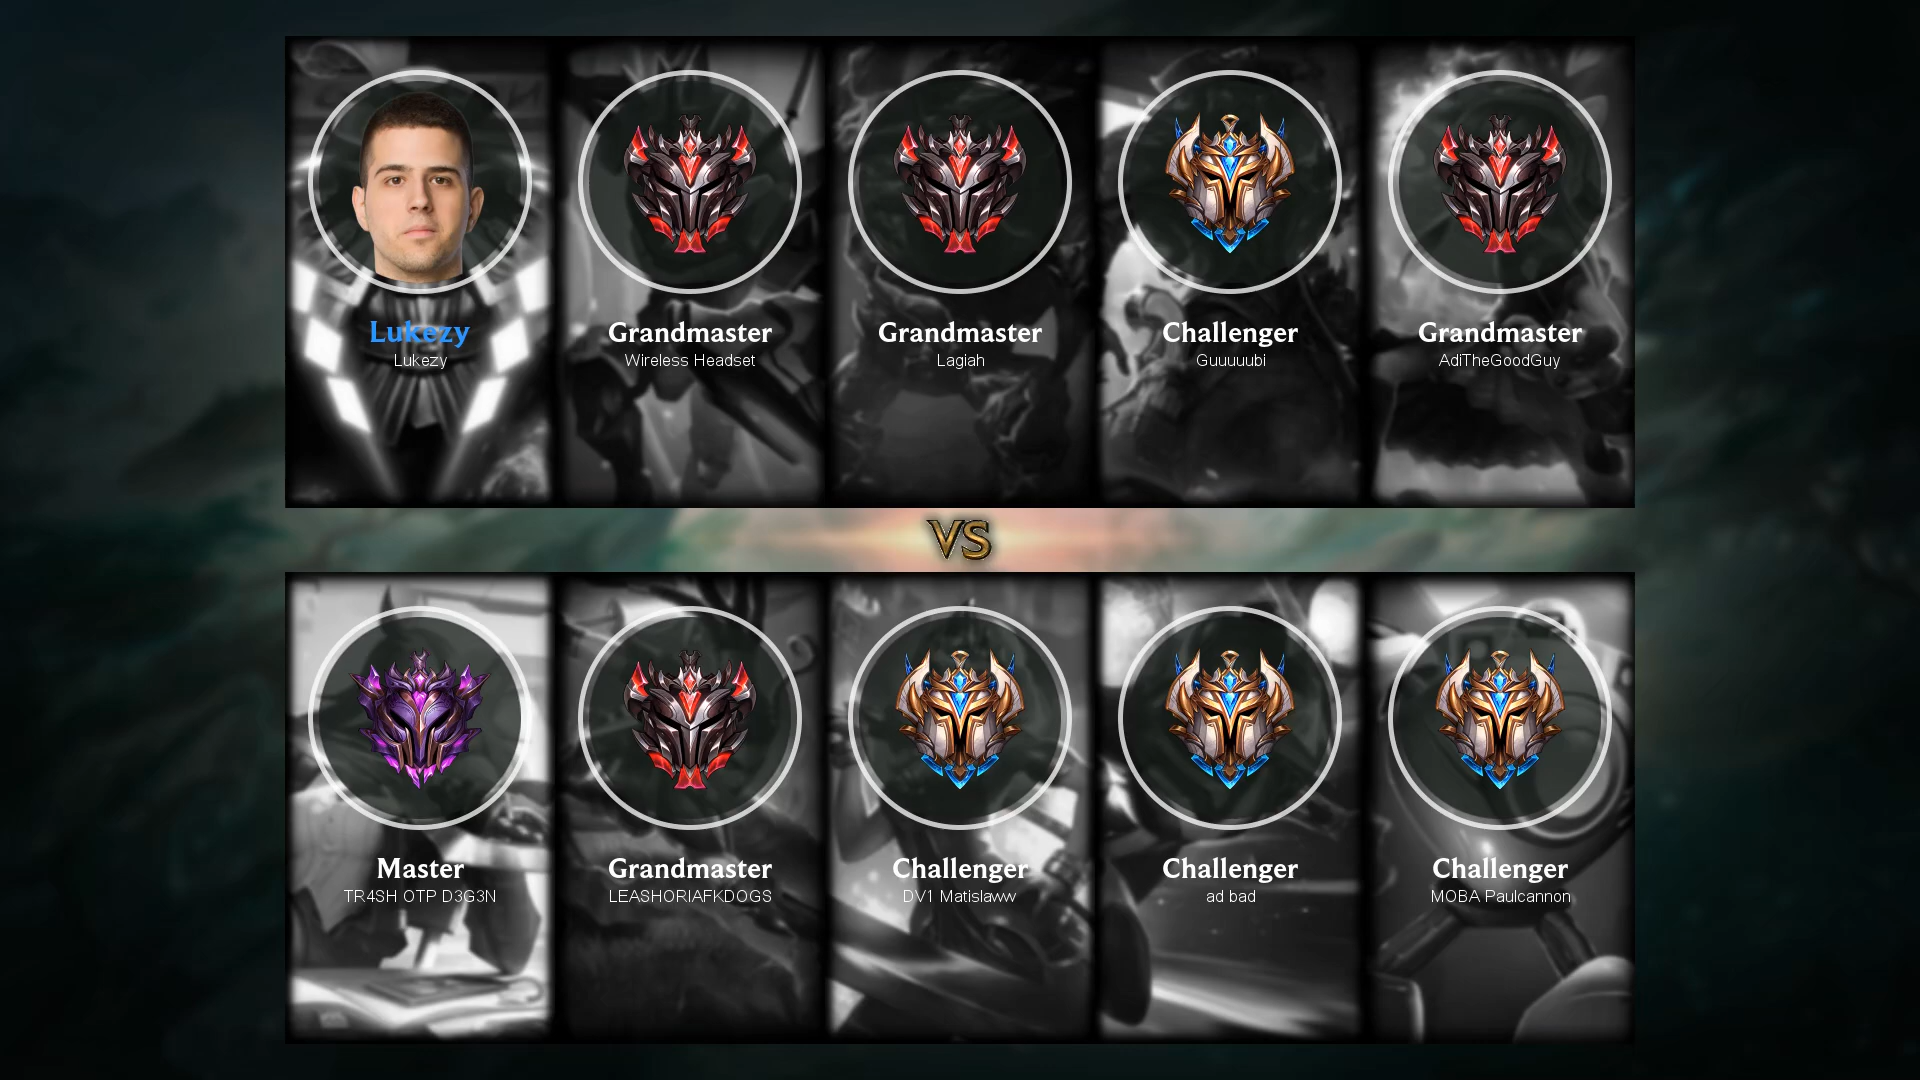 Lukezy
Lukezy
Grandmaster
Wireless Headset
Grandmaster
Lagiah
Challenger
Guuuuubi
Grandmaster
AdiTheGoodGuy
VS
Master
TR4SH OTP D3G3N
Grandmaster
LEASHORIAFKDOGS
Challenger
DV1 Matislaww
Challenger
ad bad
Challenger
MOBA Paulcannon